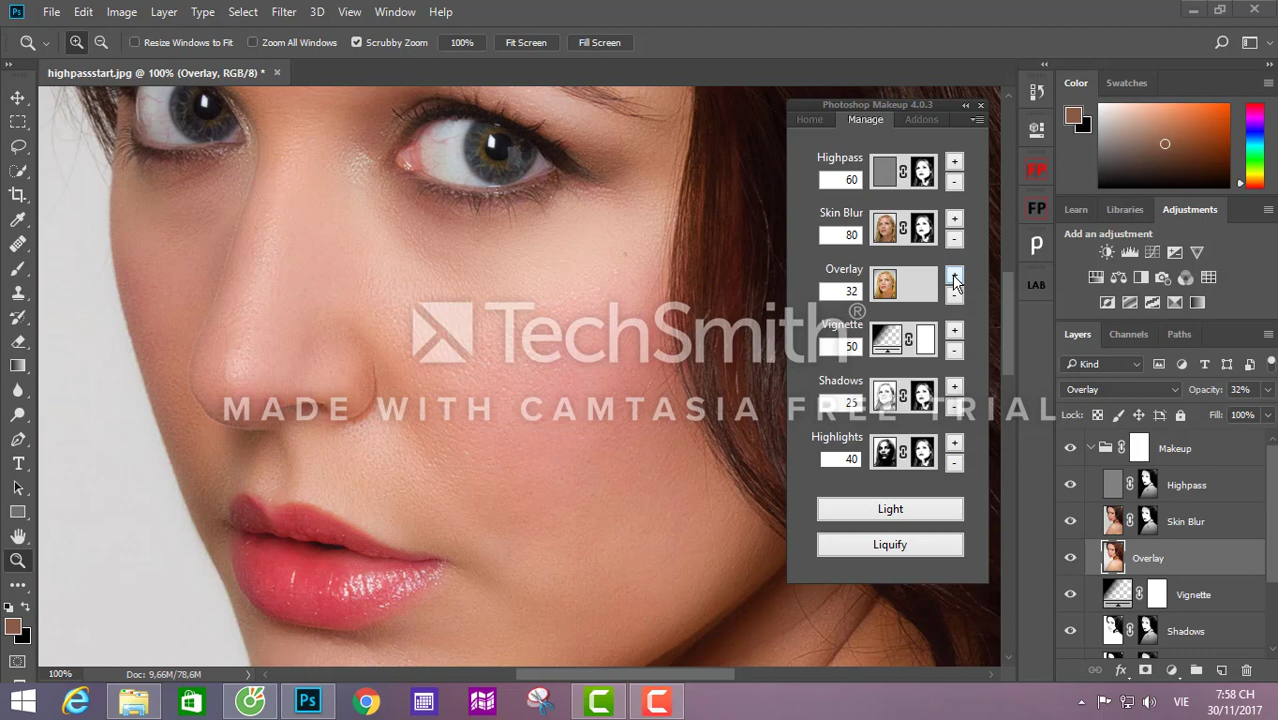 Ps File Edit Image Layer Type Select Filter 3D View Window Help
Resize Windows to Fit Zoom All Windows Scrubby Zoom 100% Fit Screen Fill Screen
highpassstart.jpg @ 100% (Overlay, RGB/8) *
Photoshop Makeup 4.0.3
Home Manage Addons
Highpass
60
+
-
Skin Blur
80
+
-
Overlay
32
+
-
Vignette
50
+
-
Shadows
25
+
-
Highlights
40
+
-
Light
Liquify
TechSmith®
MADE WITH CAMTASIA FREE TRIAL
FP
FP
ρ
LAB
Color Swatches
Learn Libraries Adjustments
Add an adjustment
Layers Channels Paths
Kind
Overlay Opacity: 32%
Lock: Fill: 100%
Makeup
Highpass
Skin Blur
Overlay
Vignette
Shadows
fx
100% Doc: 9,66M/78,6M
Ps
VIE
7:58 CH
30/11/2017